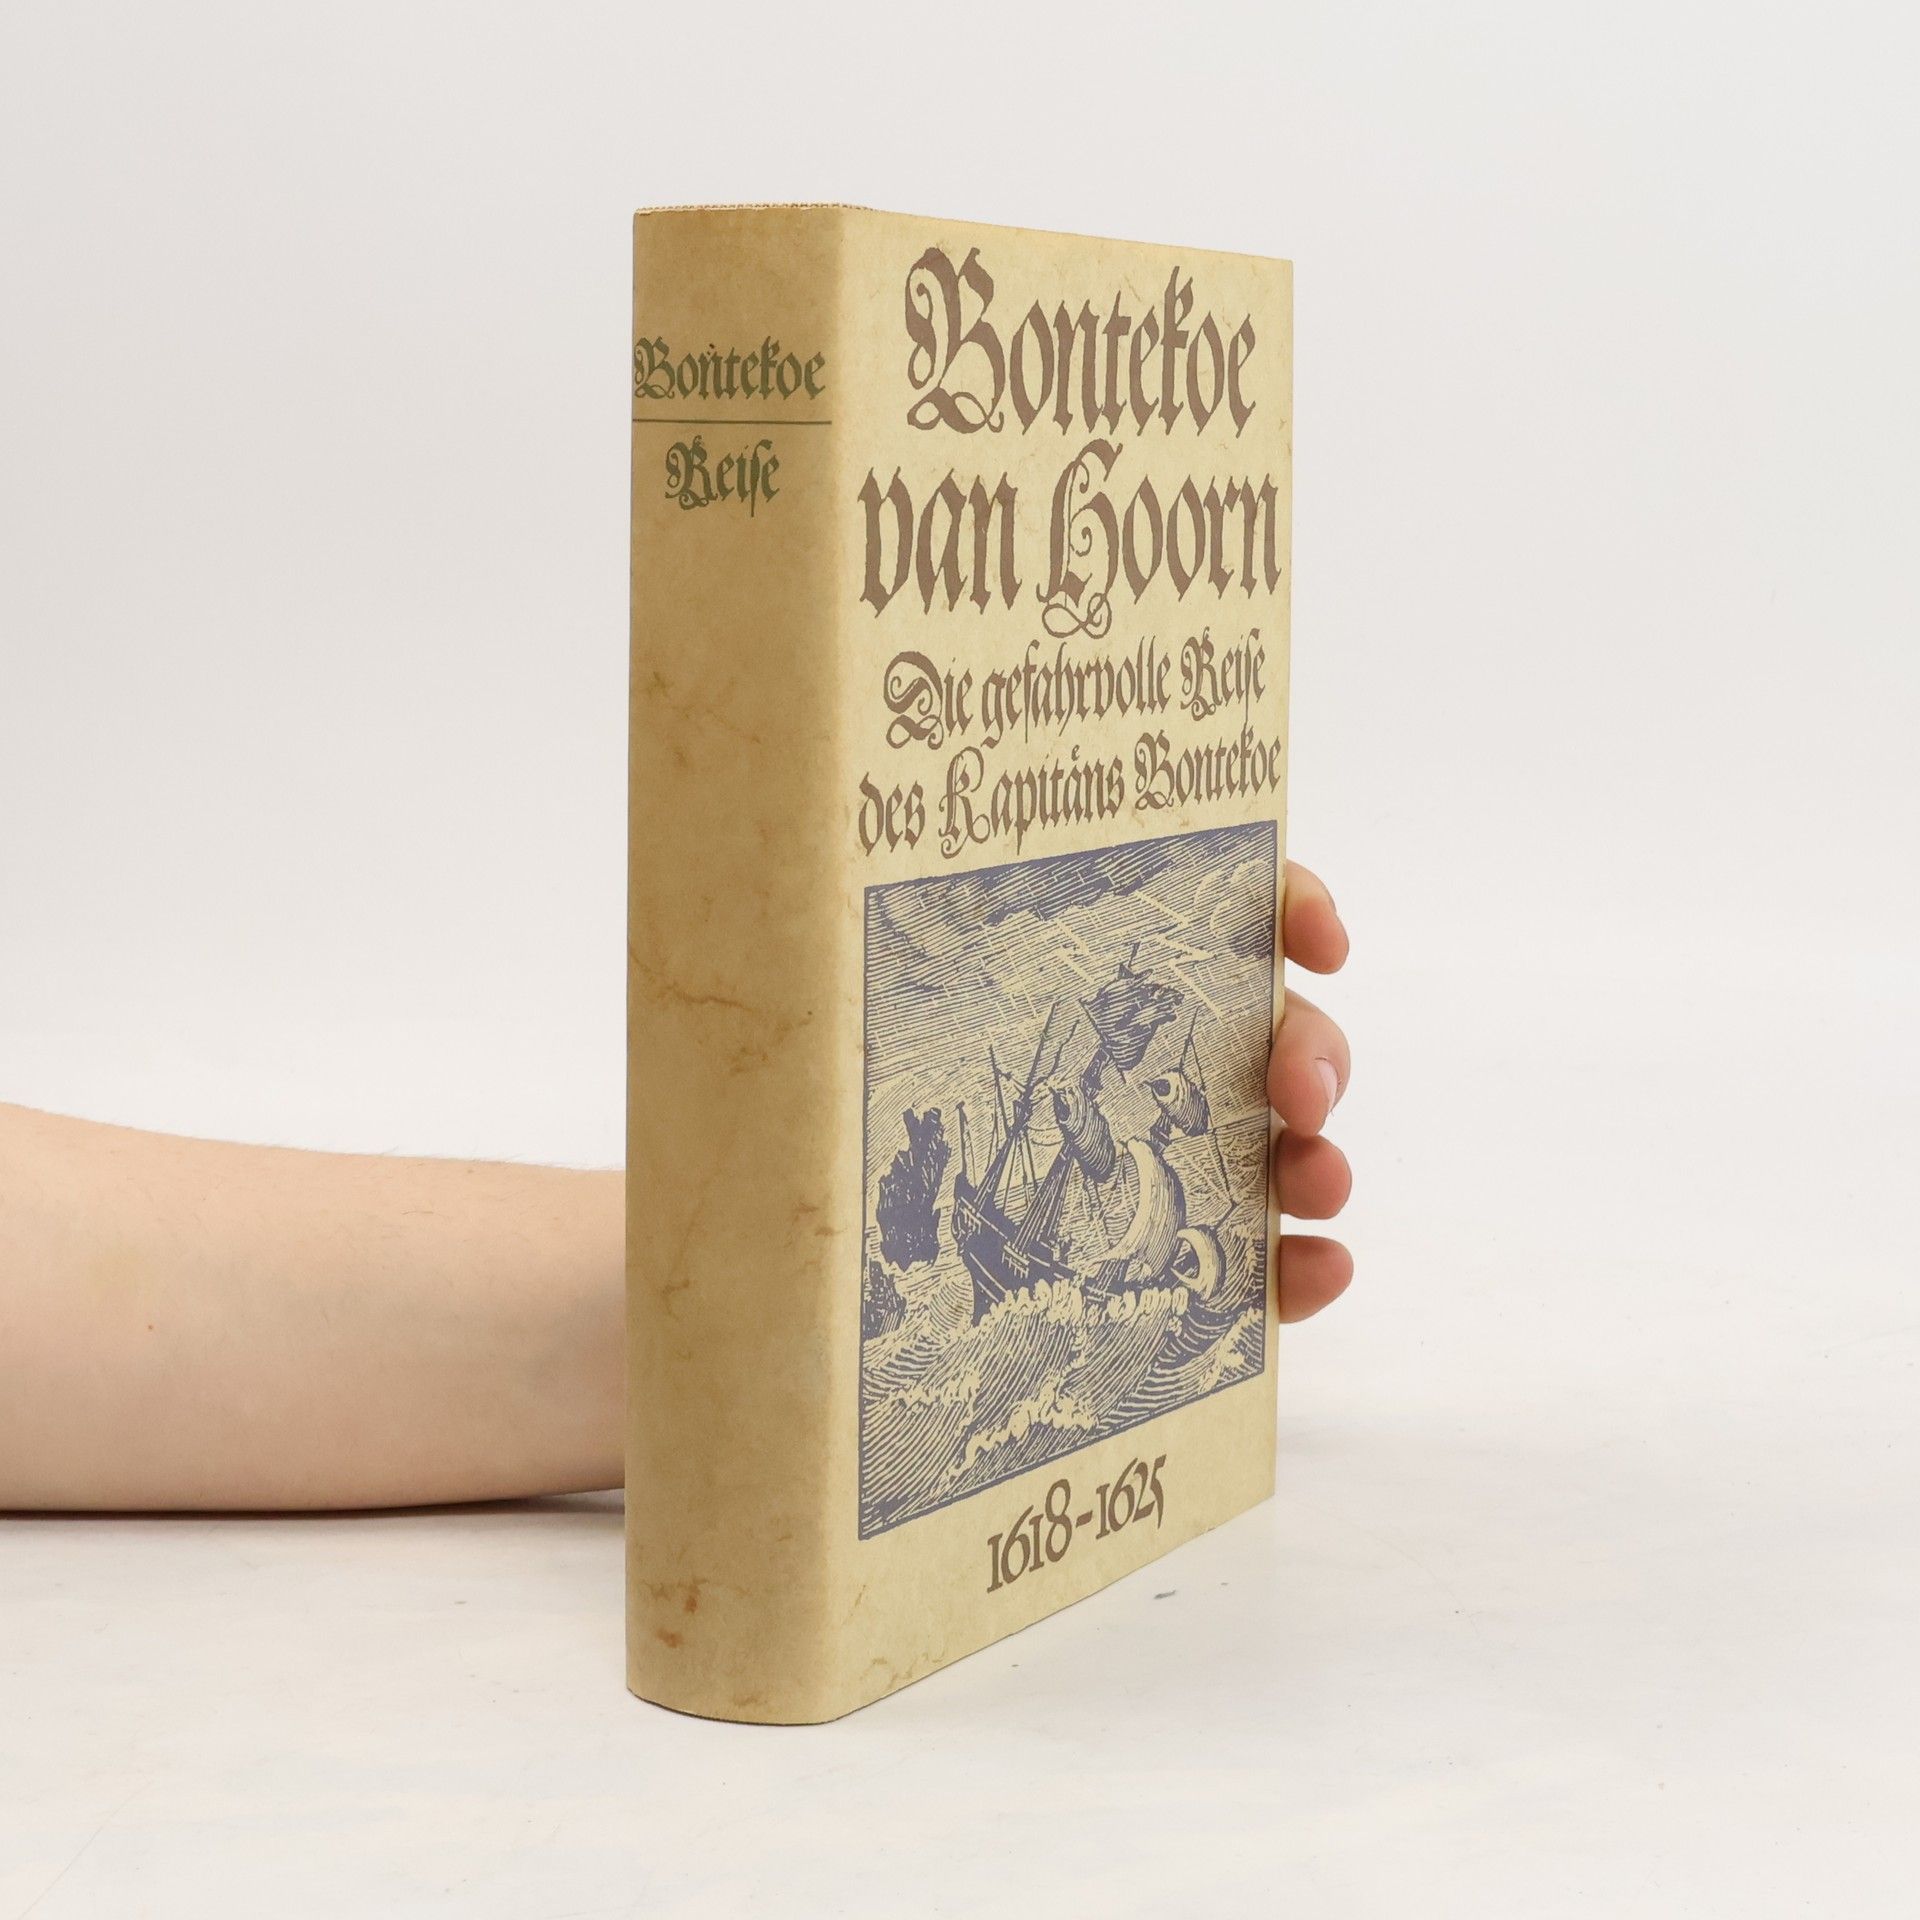 Bontekoe
Reiſe
Bontekoe
van Hoorn
Die gefahrvolle Reiſe
des Kapitäns Bontekoe
1618-1625